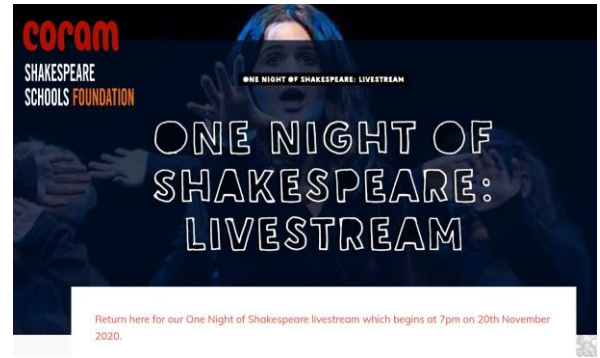 coram
SHAKESPEARE
SCHOOLS FOUNDATION
ONE NIGHT OF SHAKESPEARE: LIVESTREAM
ONE NIGHT OF
SHAKESPEARE:
LIVESTREAM
Return here for our One Night of Shakespeare livestream which begins at 7pm on 20th November
2020.